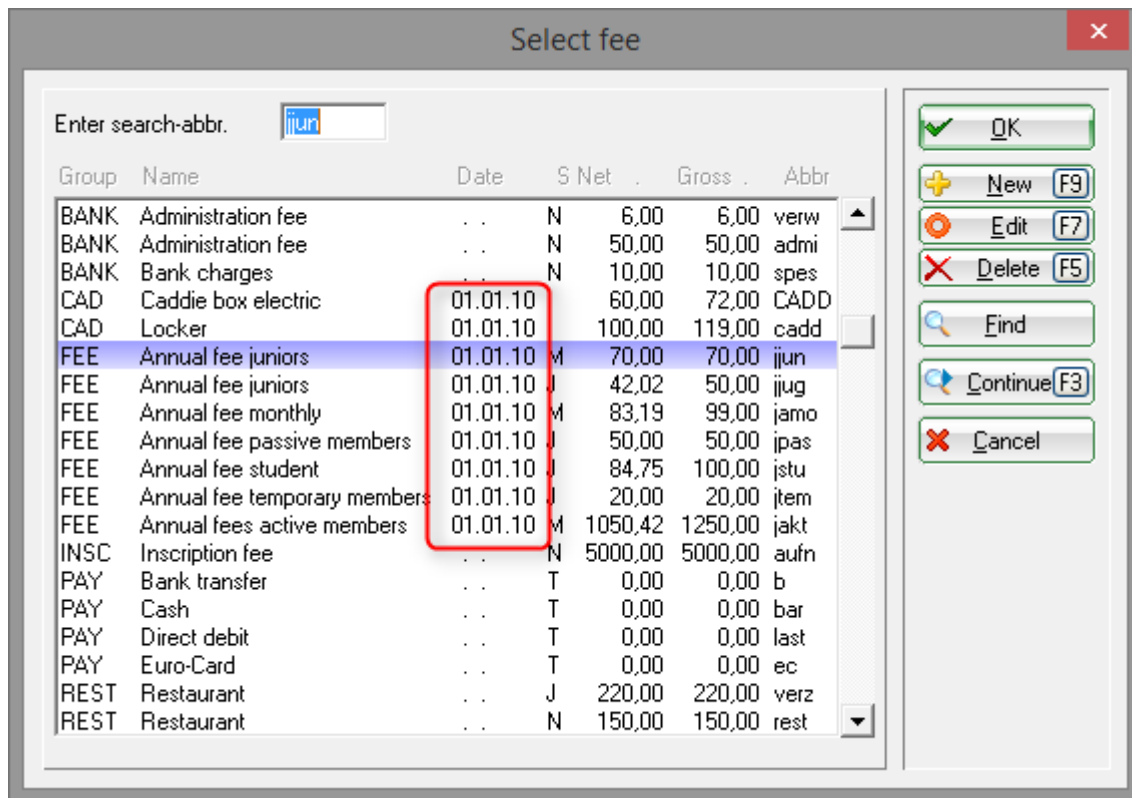 Select fee
Enter search-abbr. jjun
Group Name Date S Net . Gross . Abbr
BANK Administration fee . . N 6,00 6,00 verw
BANK Administration fee . . N 50,00 50,00 admi
BANK Bank charges . . N 10,00 10,00 spes
CAD Caddie box electric 01.01.10 60,00 72,00 CADD
CAD Locker 01.01.10 100,00 119,00 cadd
FEE Annual fee juniors 01.01.10 M 70,00 70,00 jjun
FEE Annual fee juniors 01.01.10 J 42,02 50,00 jjug
FEE Annual fee monthly 01.01.10 M 83,19 99,00 jamo
FEE Annual fee passive members 01.01.10 J 50,00 50,00 jpas
FEE Annual fee student 01.01.10 J 84,75 100,00 jstu
FEE Annual fee temporary members 01.01.10 J 20,00 20,00 jtem
FEE Annual fees active members 01.01.10 M 1050,42 1250,00 jakt
INSC Inscription fee . . N 5000,00 5000,00 aufn
PAY Bank transfer . . T 0,00 0,00 b
PAY Cash . . T 0,00 0,00 bar
PAY Direct debit . . T 0,00 0,00 last
PAY Euro-Card . . T 0,00 0,00 ec
REST Restaurant . . J 220,00 220,00 verz
REST Restaurant . . N 150,00 150,00 rest
OK
New F9
Edit F7
Delete F5
Find
Continue F3
Cancel